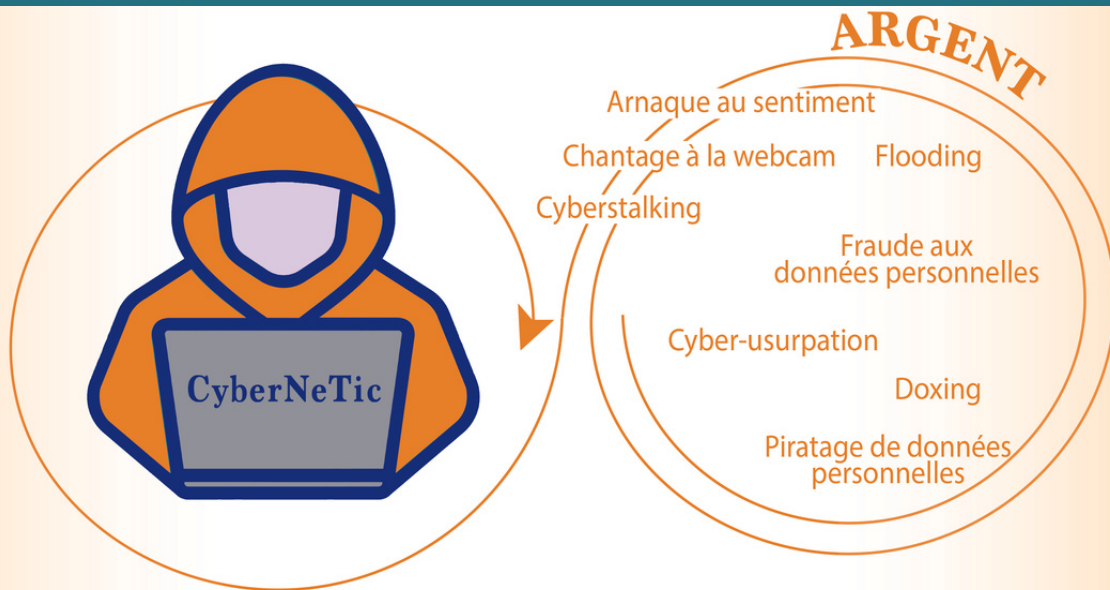 ARGENT
Arnaque au sentiment
Chantage à la webcam
Flooding
Cyberstalking
Fraude aux
données personnelles
Cyber-usurpation
Doxing
Piratage de données
personnelles
CyberNeTic